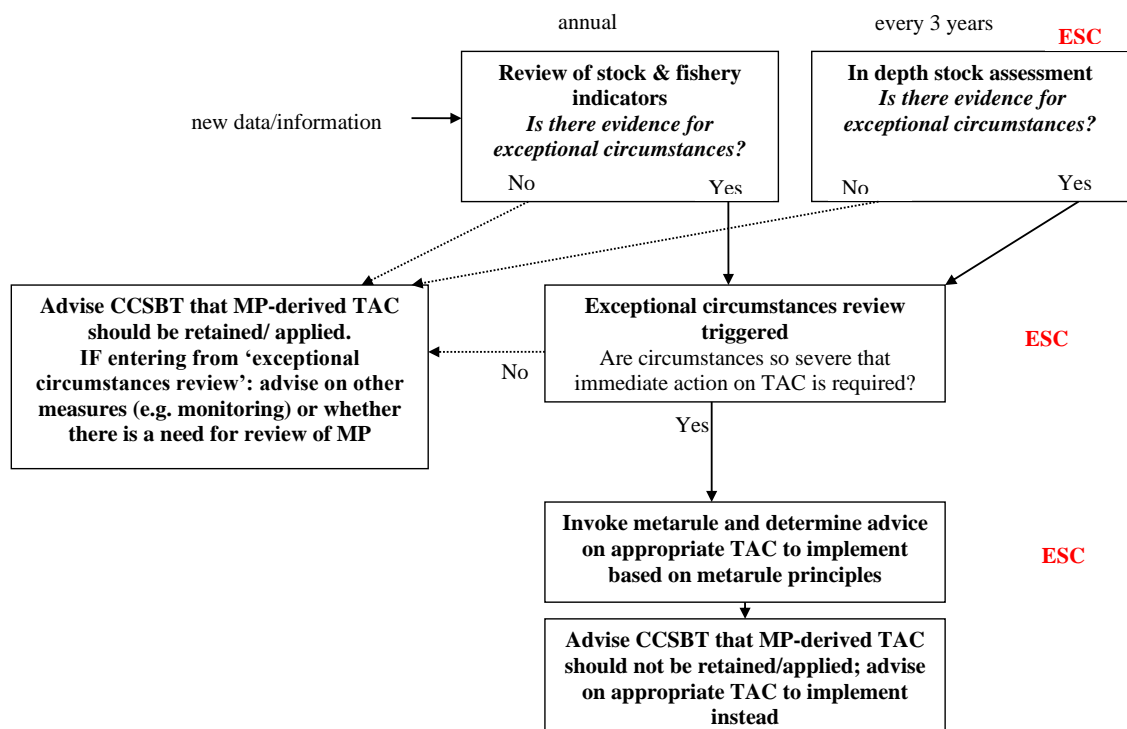 annual
every 3 years
ESC
Review of stock & fishery
indicators
Is there evidence for
exceptional circumstances?
No
Yes
In depth stock assessment
Is there evidence for
exceptional circumstances?
No
Yes
new data/information
Advise CCSBT that MP-derived TAC
should be retained/ applied.
IF entering from ‘exceptional
circumstances review’: advise on other
measures (e.g. monitoring) or whether
there is a need for review of MP
No
Exceptional circumstances review
triggered
Are circumstances so severe that
immediate action on TAC is required?
ESC
Yes
Invoke metarule and determine advice
on appropriate TAC to implement
based on metarule principles
ESC
Advise CCSBT that MP-derived TAC
should not be retained/applied; advise
on appropriate TAC to implement
instead